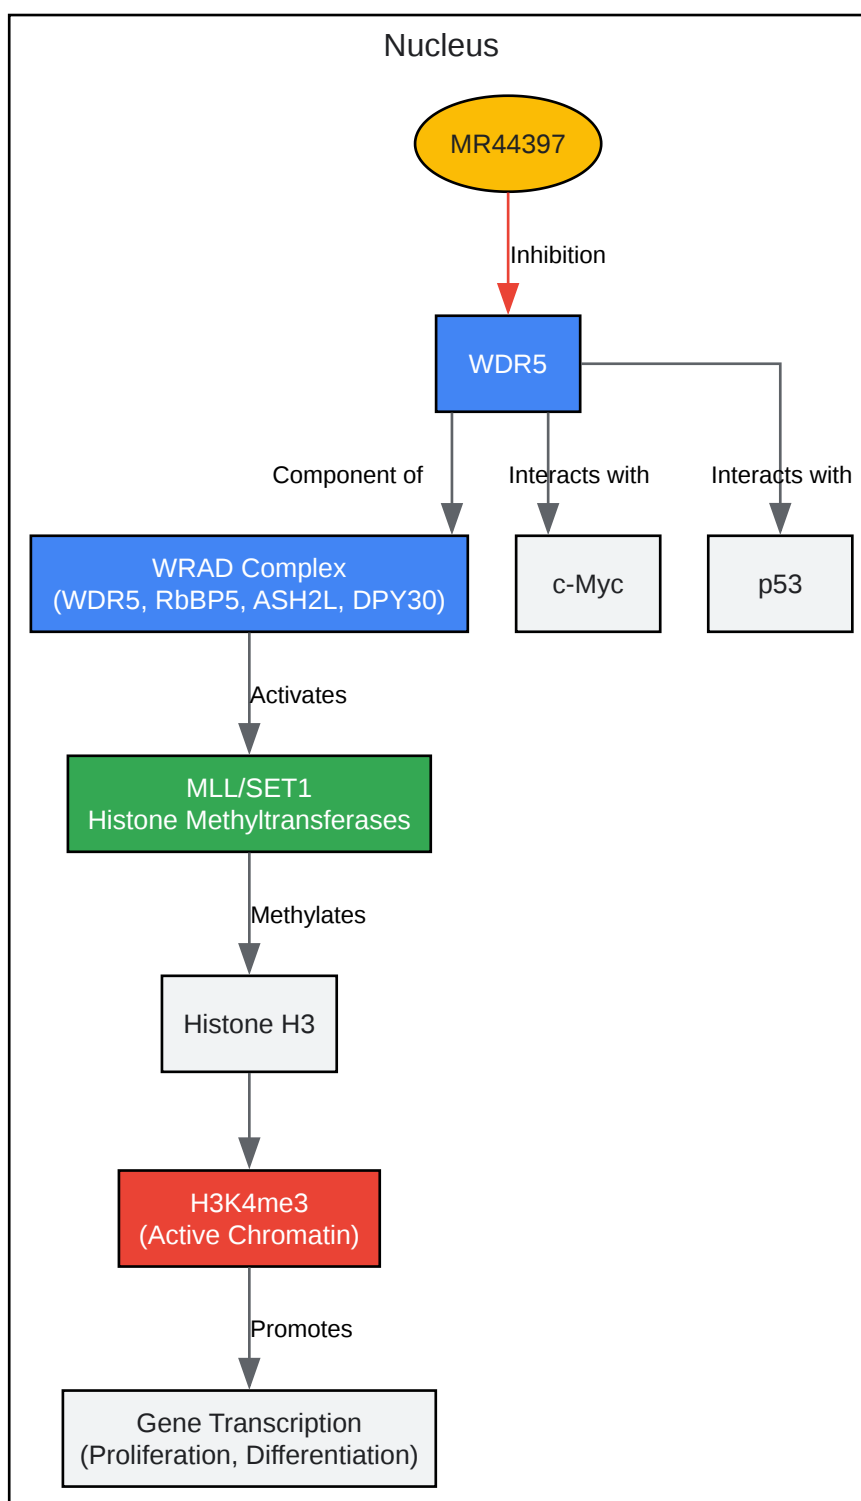 Nucleus
MR44397
Inhibition
WDR5
Component of
Interacts with
Interacts with
WRAD Complex
(WDR5, RbBP5, ASH2L, DPY30)
c-Myc
p53
Activates
MLL/SET1
Histone Methyltransferases
Methylates
Histone H3
H3K4me3
(Active Chromatin)
Promotes
Gene Transcription
(Proliferation, Differentiation)